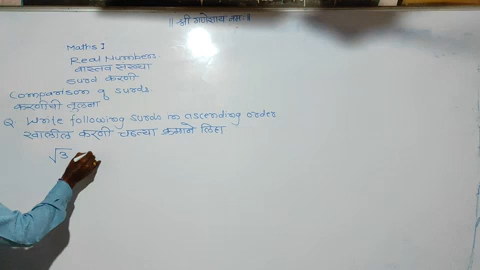 || श्री गणेशाय नमः ||
Maths I
Real Numbers
वास्तव संख्या
Surd करणी
Comparison of surds
करणींची तुलना
Q. Write following surds in ascending order
खालील करणी चढत्या क्रमाने लिहा
√3